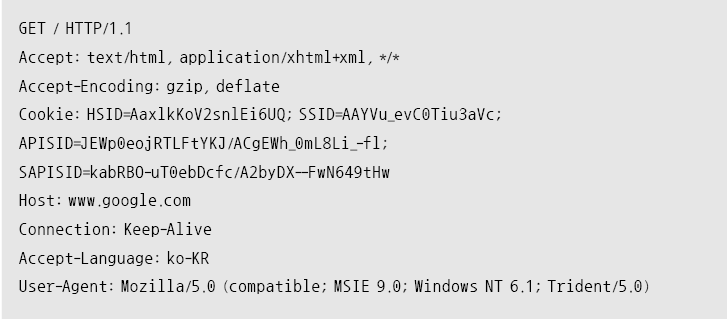 GET / HTTP/1.1
Accept: text/html, application/xhtml+xml, */*
Accept-Encoding: gzip, deflate
Cookie: HSID=AaxlkKoV2snlEi6UQ; SSID=AAYVu_evC0Tiu3aVc;
APISID=JEWp0eojRTLFtYKJ/ACgEWh_0mL8Li_-fl;
SAPISID=kabRBO-uT0ebDcfc/A2byDX--FwN649tHw
Host: www.google.com
Connection: Keep-Alive
Accept-Language: ko-KR
User-Agent: Mozilla/5.0 (compatible; MSIE 9.0; Windows NT 6.1; Trident/5.0)